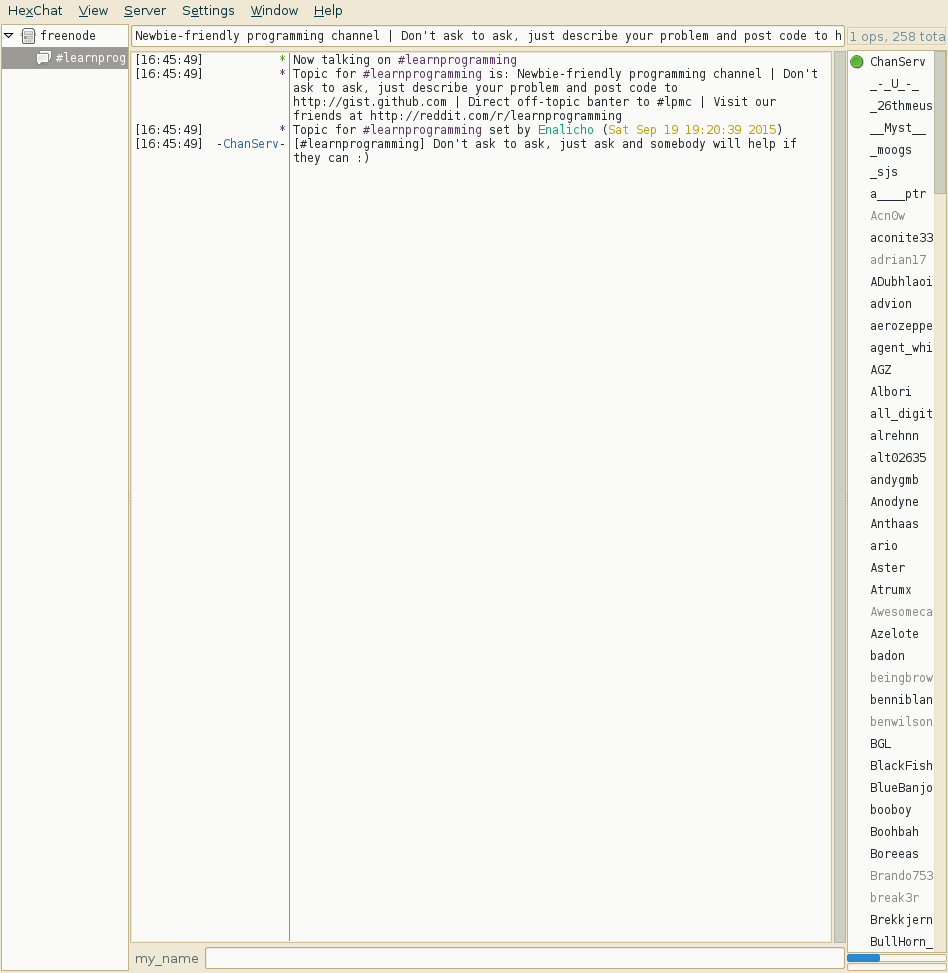 HexChat View Server Settings Window Help
freenode
#learnprog
Newbie-friendly programming channel | Don't ask to ask, just describe your problem and post code to h
1 ops, 258 tota
[16:45:49] * Now talking on #learnprogramming
[16:45:49] * Topic for #learnprogramming is: Newbie-friendly programming channel | Don't
ask to ask, just describe your problem and post code to
http://gist.github.com | Direct off-topic banter to #lpmc | Visit our
friends at http://reddit.com/r/learnprogramming
[16:45:49] * Topic for #learnprogramming set by Enalicho (Sat Sep 19 19:20:39 2015)
[16:45:49] -ChanServ- [#learnprogramming] Don't ask to ask, just ask and somebody will help if
they can :)
ChanServ
_-_U_-_
_26thmeus
__Myst__
_moogs
_sjs
a____ptr
Acn0w
aconite33
adrian17
ADubhlaoi
advion
aerozeppe
agent_whi
AGZ
Albori
all_digit
alrehnn
alt02635
andygmb
Anodyne
Anthaas
ario
Aster
Atrumx
Awesomeca
Azelote
badon
beingbrow
benniblan
benwilson
BGL
BlackFish
BlueBanjo
booboy
Boohbah
Boreeas
Brando753
break3r
Brekkjern
BullHorn_
my_name